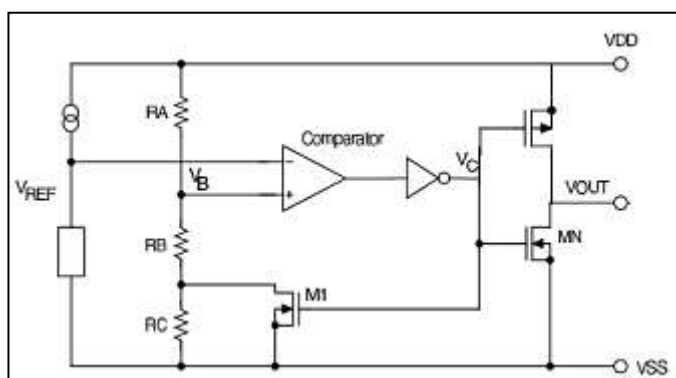 VDD
RA
Comparator
−
VREF
VB
+
VC
VOUT
RB
MN
M1
RC
VSS